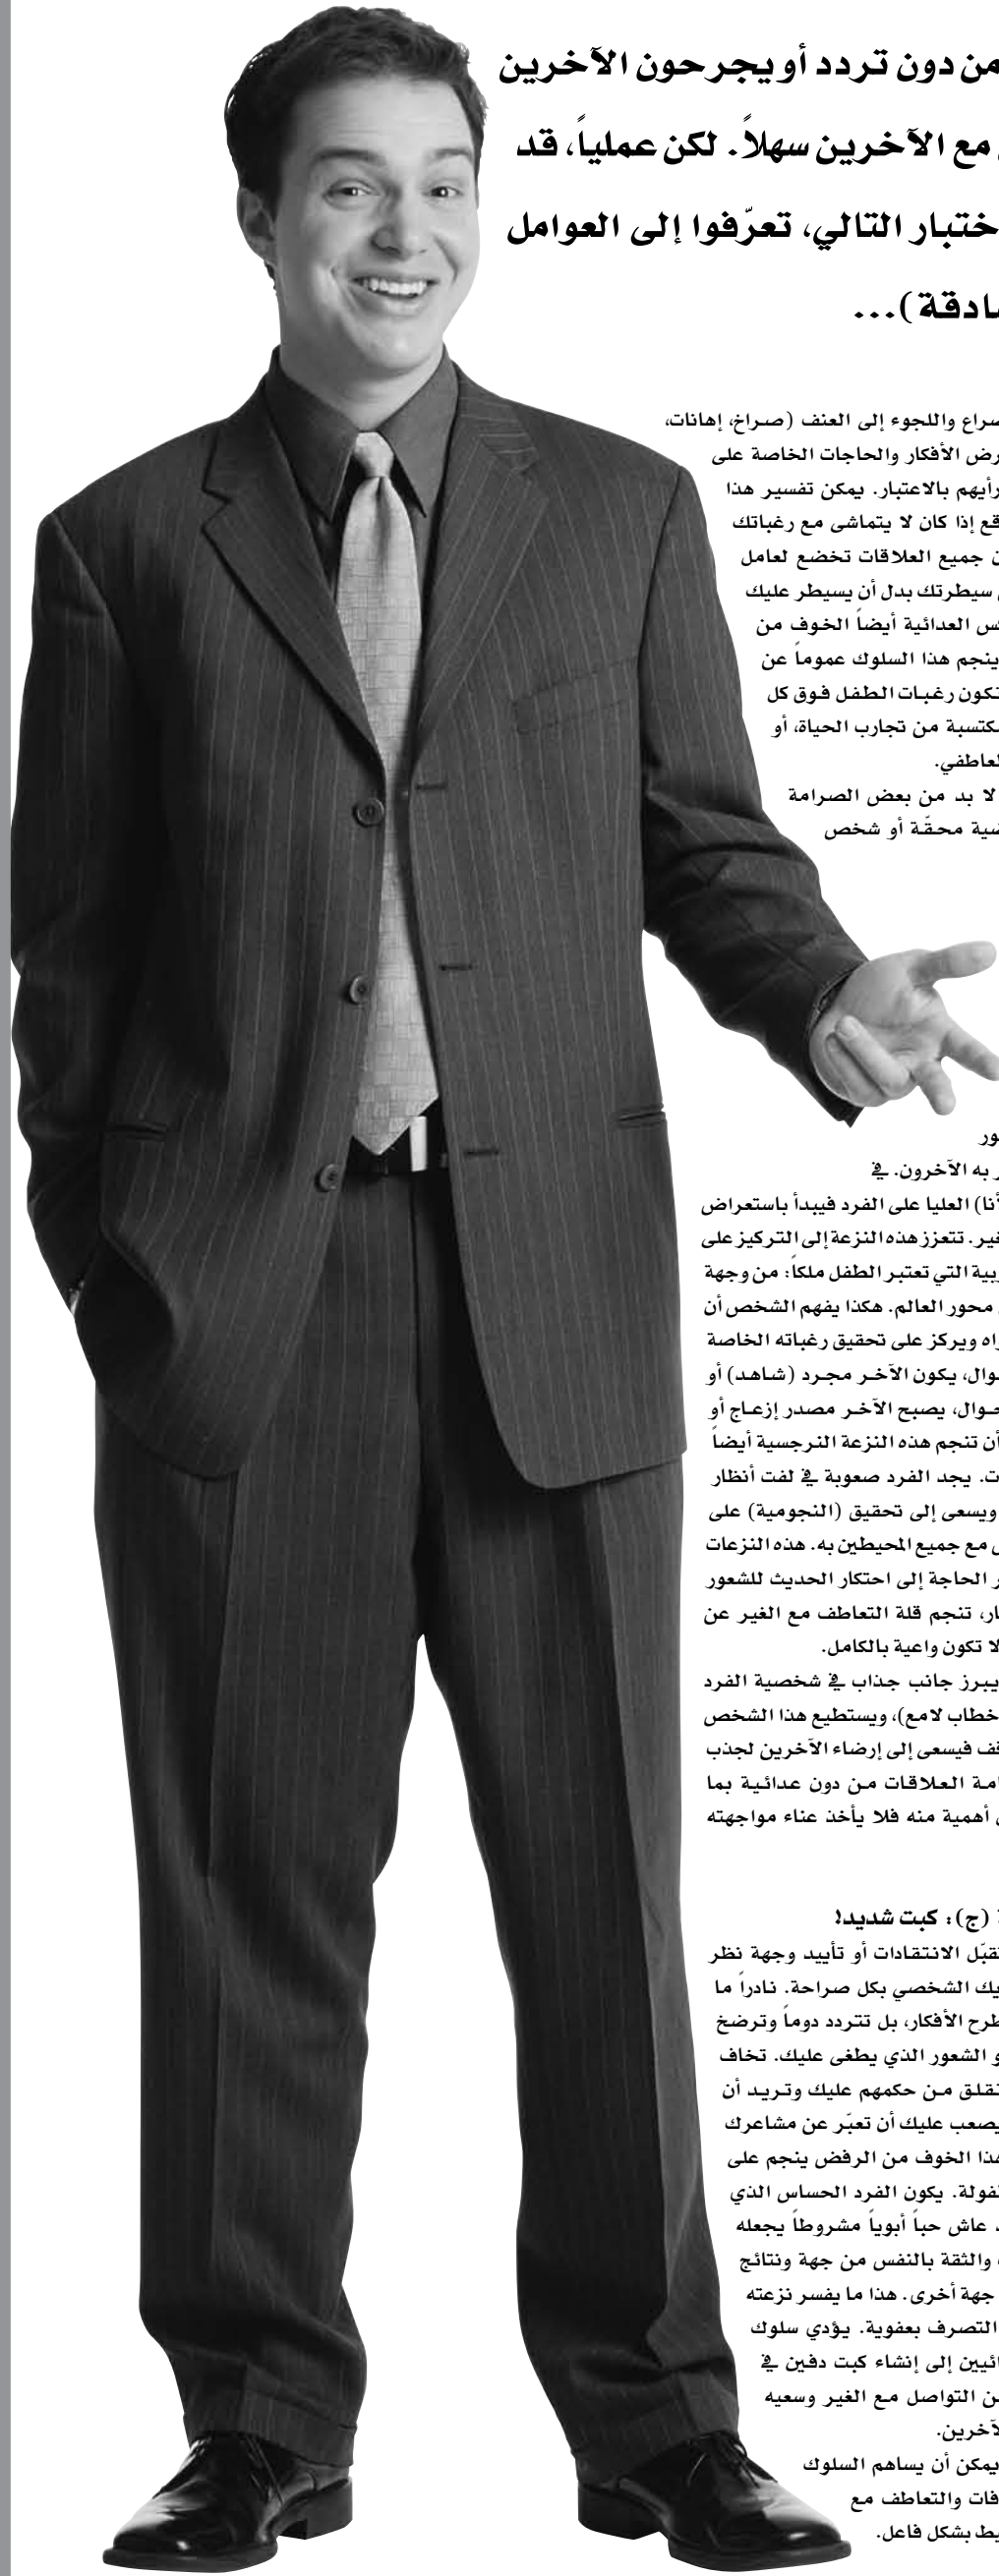 من دون تردد أو يجرحون الآخرين
مع الآخرين سهلاً. لكن عملياً، قد
ختبار التالي، تعرّفوا إلى العوامل
ادقة)...
صراع واللجوء إلى العنف (صراخ، إهانات،
رض الأفكار والحاجات الخاصة على
رأيهم بالاعتبار. يمكن تفسير هذا
قع إذا كان لا يتماشى مع رغباتك
ن جميع العلاقات تخضع لعامل
سيطرتك بدل أن يسيطر عليك
كس العدائية أيضاً الخوف من
ينجم هذا السلوك عموماً عن
تكون رغبات الطفل فوق كل
كتسبة من تجارب الحياة، أو
لعاطفي.
لا بد من بعض الصرامة
ضية محقّة أو شخص
ور
ر به الآخرون. في
لأنا) العليا على الفرد فيبدأ باستعراض
غير. تتعزز هذه النزعة إلى التركيز على
ربية التي تعتبر الطفل ملكاً: من وجهة
محور العالم. هكذا يفهم الشخص أن
راه ويركز على تحقيق رغباته الخاصة
حوال، يكون الآخر مجرد (شاهد) أو
حوال، يصبح الآخر مصدر إزعاج أو
أن تنجم هذه النزعة النرجسية أيضاً
ت. يجد الفرد صعوبة في لفت أنظار
ويسعى إلى تحقيق (النجومية) على
مع جميع المحيطين به. هذه النزعات
ر الحاجة إلى احتكار الحديث للشعور
ار، تنجم قلة التعاطف مع الغير عن
لا تكون واعية بالكامل.
يبرز جانب جذاب في شخصية الفرد
خطاب لامع)، ويستطيع هذا الشخص
قف فيسعى إلى إرضاء الآخرين لجذب
امة العلاقات من دون عدائية بما
أهمية منه فلا يأخذ عناء مواجهته
(ج): كبت شديد!
تقبّل الانتقادات أو تأييد وجهة نظر
يك الشخصي بكل صراحة. نادراً ما
طرح الأفكار، بل تتردد دوماً وترضخ
و الشعور الذي يطغى عليك. تخاف
تقلق من حكمهم عليك وتريد أن
يصعب عليك أن تعبّر عن مشاعرك
هذا الخوف من الرفض ينجم على
فولة. يكون الفرد الحساس الذي
عاش حباً أبوياً مشروطاً يجعله
والثقة بالنفس من جهة ونتائج
جهة أخرى. هذا ما يفسر نزعته
التصرف بعفوية. يؤدي سلوك
ائيين إلى إنشاء كبت دفين في
ن التواصل مع الغير وسعيه
لآخرين.
يمكن أن يساهم السلوك
فات والتعاطف مع
يط بشكل فاعل.